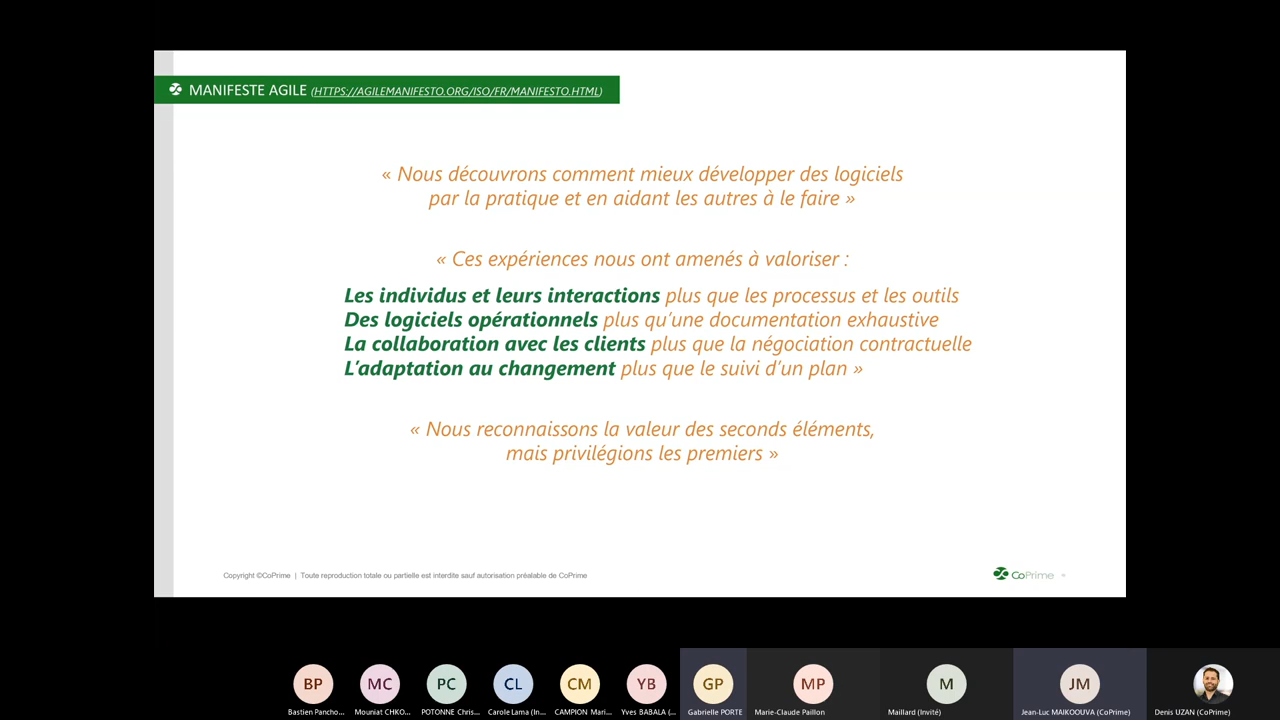 MANIFESTE AGILE (HTTPS://AGILEMANIFESTO.ORG/ISO/FR/MANIFESTO.HTML)
« Nous découvrons comment mieux développer des logiciels
par la pratique et en aidant les autres à le faire »
« Ces expériences nous ont amenés à valoriser :
Les individus et leurs interactions plus que les processus et les outils
Des logiciels opérationnels plus qu’une documentation exhaustive
La collaboration avec les clients plus que la négociation contractuelle
L’adaptation au changement plus que le suivi d’un plan »
« Nous reconnaissons la valeur des seconds éléments,
mais privilégions les premiers »
Copyright ©CoPrime | Toute reproduction totale ou partielle est interdite sauf autorisation préalable de CoPrime
CoPrime
BP MC PC CL CM YB GP MP M JM
Bastien Pancho... Mouniat CHKO... POTONNE Chris... Carole Lama (In... CAMPION Mari... Yves BABALA (... Gabrielle PORTE Marie-Claude Paillon Maillard (Invité) Jean-Luc MAIKOOUVA (CoPrime) Denis UZAN (CoPrime)